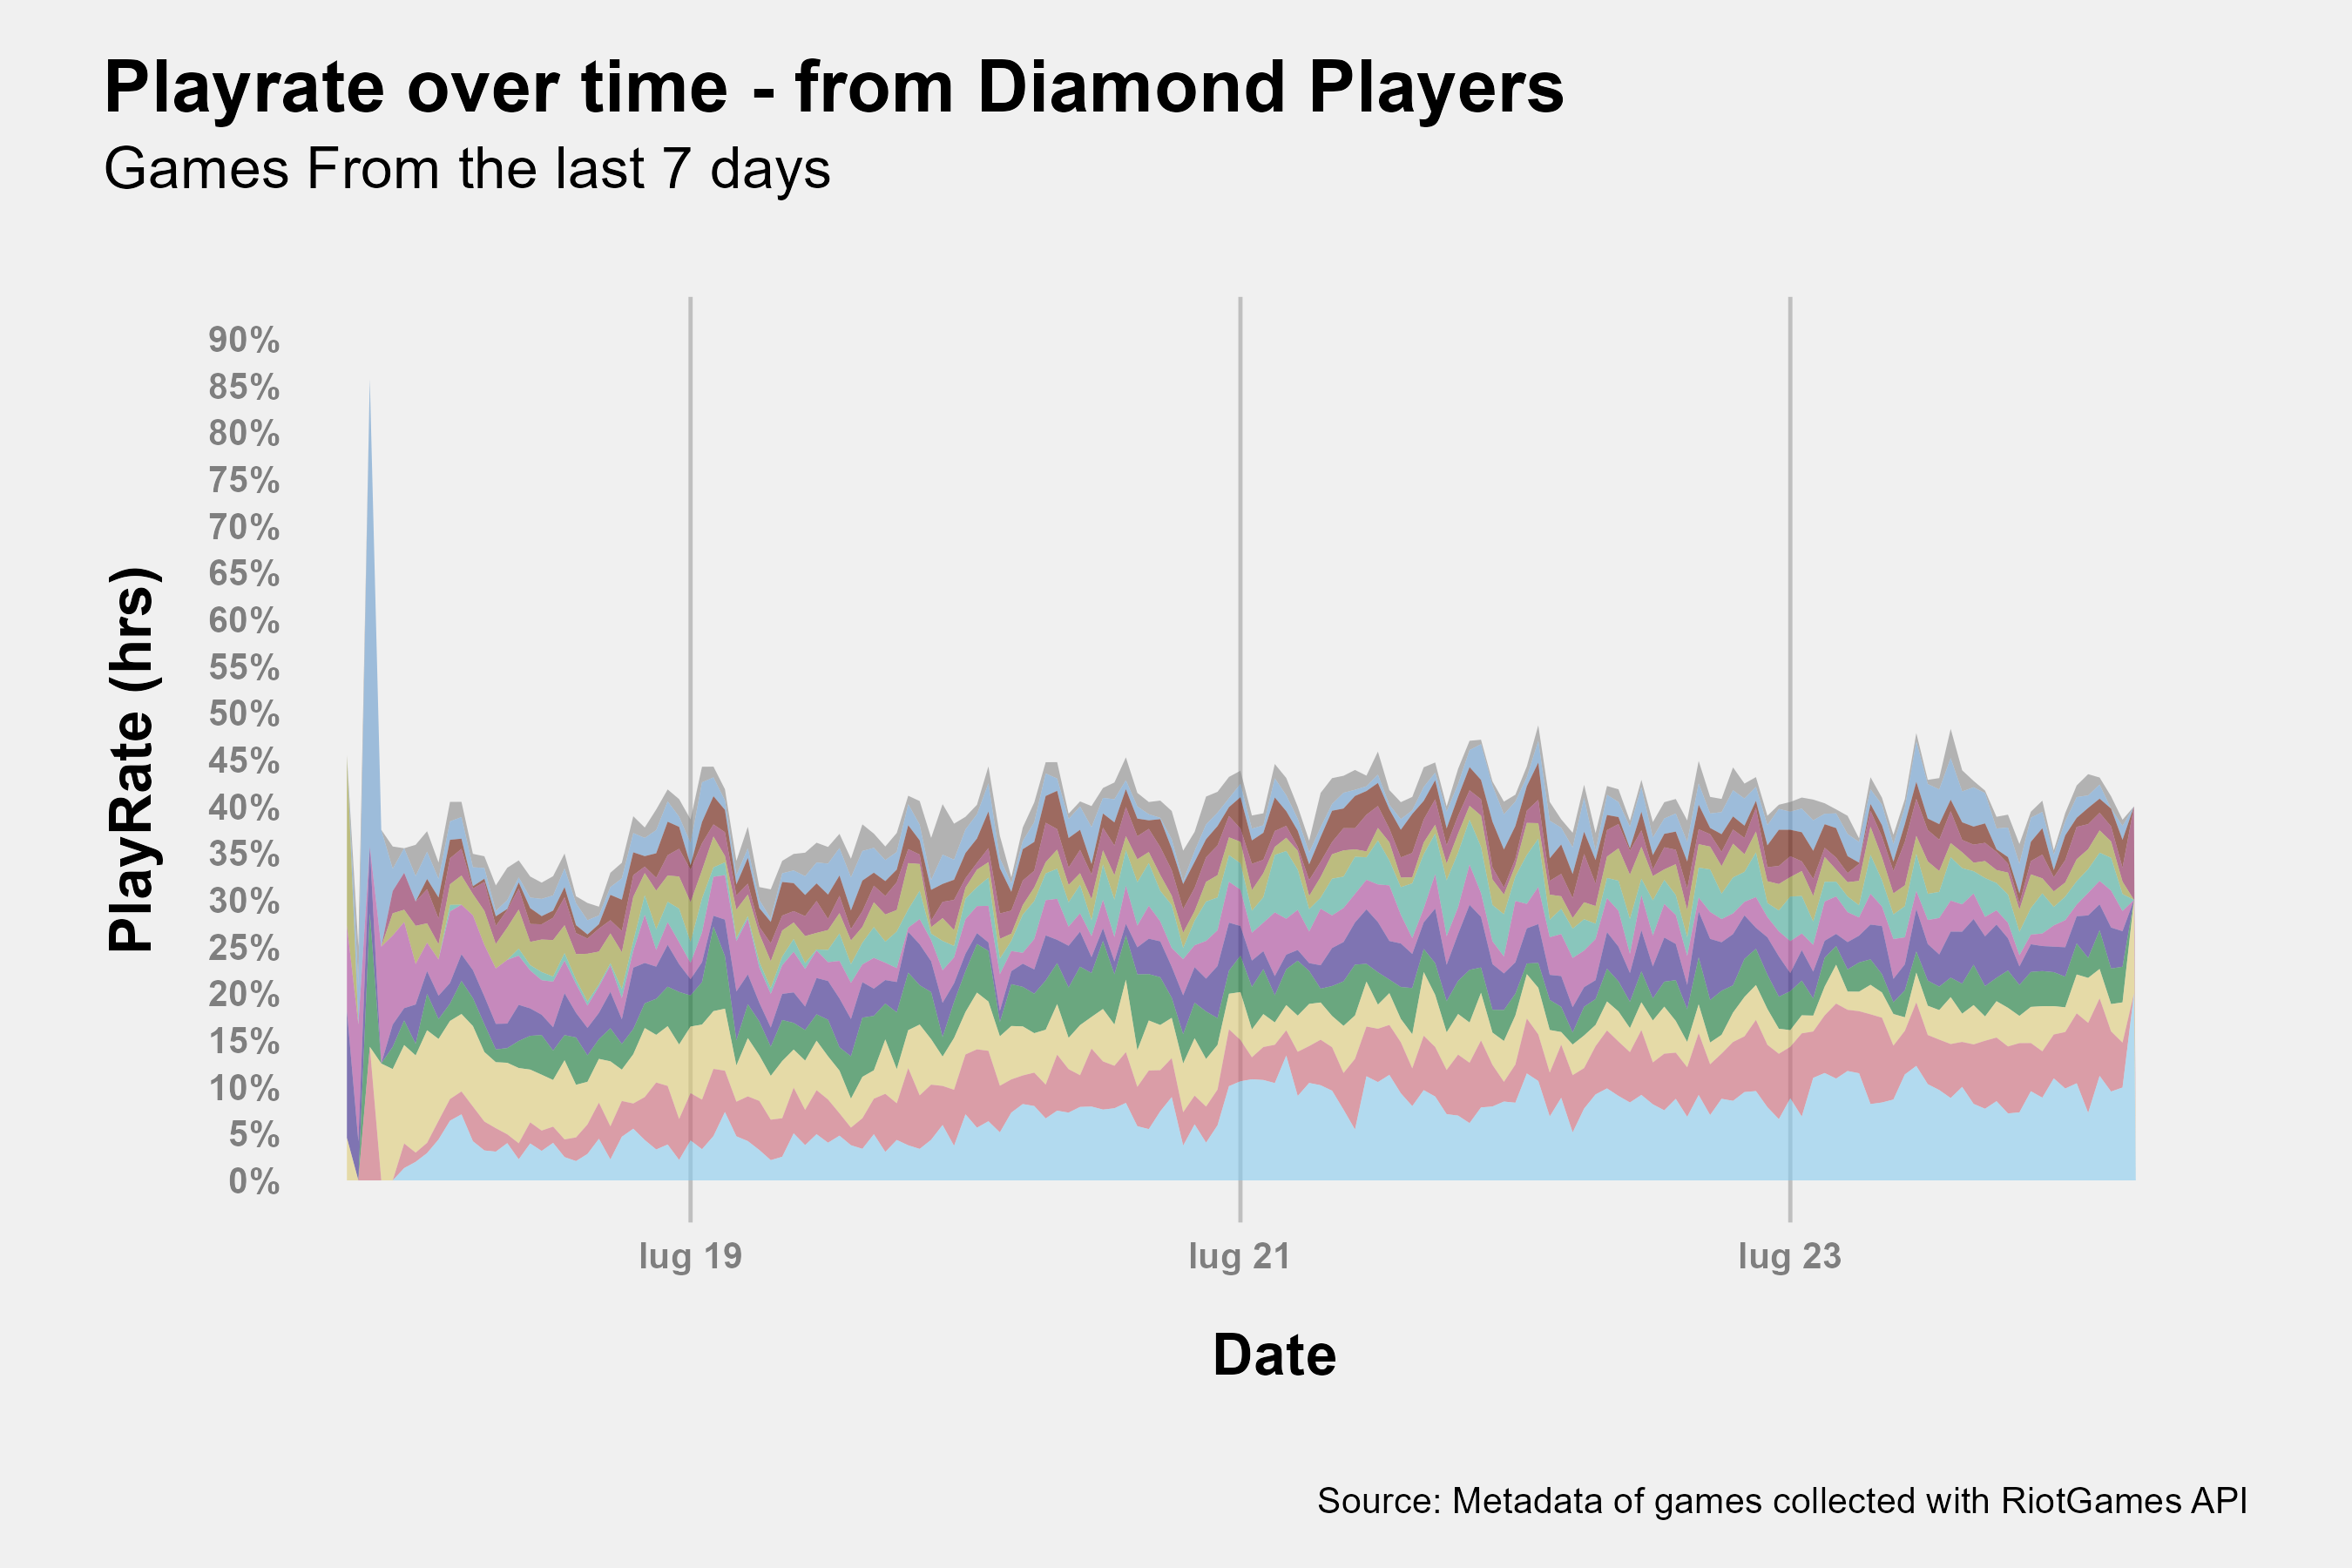 Playrate over time - from Diamond Players
Games From the last 7 days
PlayRate (hrs)
90%
85%
80%
75%
70%
65%
60%
55%
50%
45%
40%
35%
30%
25%
20%
15%
10%
5%
0%
lug 19
lug 21
lug 23
Date
Source: Metadata of games collected with RiotGames API